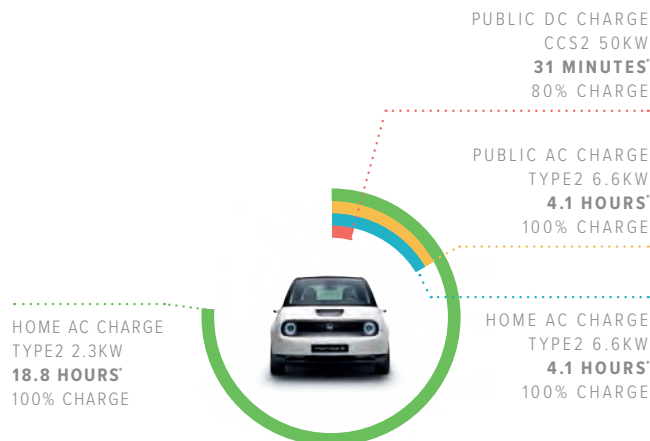 PUBLIC DC CHARGE
CCS2 50KW
31 MINUTES*
80% CHARGE
PUBLIC AC CHARGE
TYPE2 6.6KW
4.1 HOURS*
100% CHARGE
HOME AC CHARGE
TYPE2 6.6KW
4.1 HOURS*
100% CHARGE
HOME AC CHARGE
TYPE2 2.3KW
18.8 HOURS*
100% CHARGE